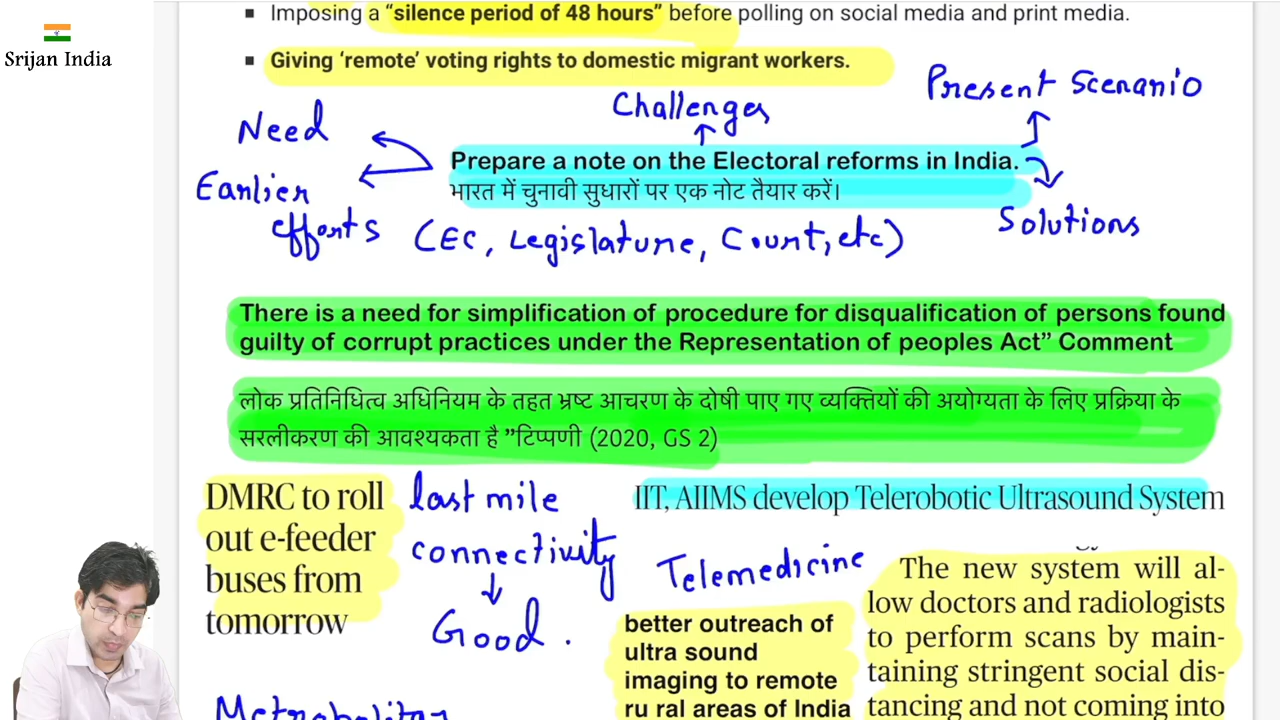 Srijan India
▪ Imposing a “silence period of 48 hours” before polling on social media and print media.
▪ Giving ‘remote’ voting rights to domestic migrant workers.
Present Scenario
Challenges
Need
Prepare a note on the Electoral reforms in India.
भारत में चुनावी सुधारों पर एक नोट तैयार करें।
Earlier
efforts (EC, Legislature, Court, etc)
Solutions
There is a need for simplification of procedure for disqualification of persons found
guilty of corrupt practices under the Representation of peoples Act” Comment
लोक प्रतिनिधित्व अधिनियम के तहत भ्रष्ट आचरण के दोषी पाए गए व्यक्तियों की अयोग्यता के लिए प्रक्रिया के
सरलीकरण की आवश्यकता है ”टिप्पणी (2020, GS 2)
DMRC to roll
out e-feeder
buses from
tomorrow
last mile
connectivity
Good.
IIT, AIIMS develop Telerobotic Ultrasound System
Telemedicine
better outreach of
ultra sound
imaging to remote
ru ral areas of India
The new system will al-
low doctors and radiologists
to perform scans by main-
taining stringent social dis-
tancing and not coming into
Metropolitan